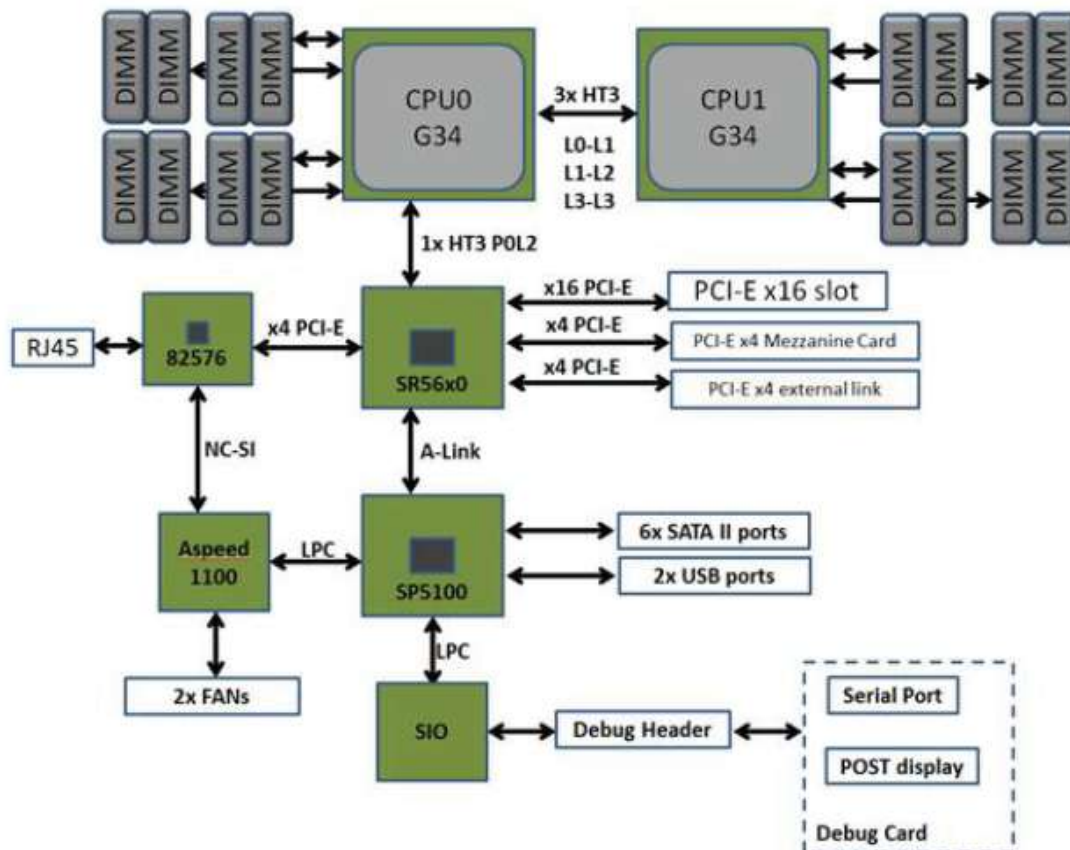 DIMM
DIMM
DIMM
DIMM
DIMM
DIMM
DIMM
DIMM
CPU0
G34
3x HT3
L0-L1
L1-L2
L3-L3
CPU1
G34
DIMM
DIMM
DIMM
DIMM
DIMM
DIMM
DIMM
DIMM
1x HT3 P0L2
RJ45
82576
x4 PCI-E
SR56x0
x16 PCI-E
PCI-E x16 slot
x4 PCI-E
PCI-E x4 Mezzanine Card
x4 PCI-E
PCI-E x4 external link
NC-SI
A-Link
Aspeed
1100
LPC
SP5100
6x SATA II ports
2x USB ports
LPC
2x FANs
SIO
Debug Header
Serial Port
POST display
Debug Card